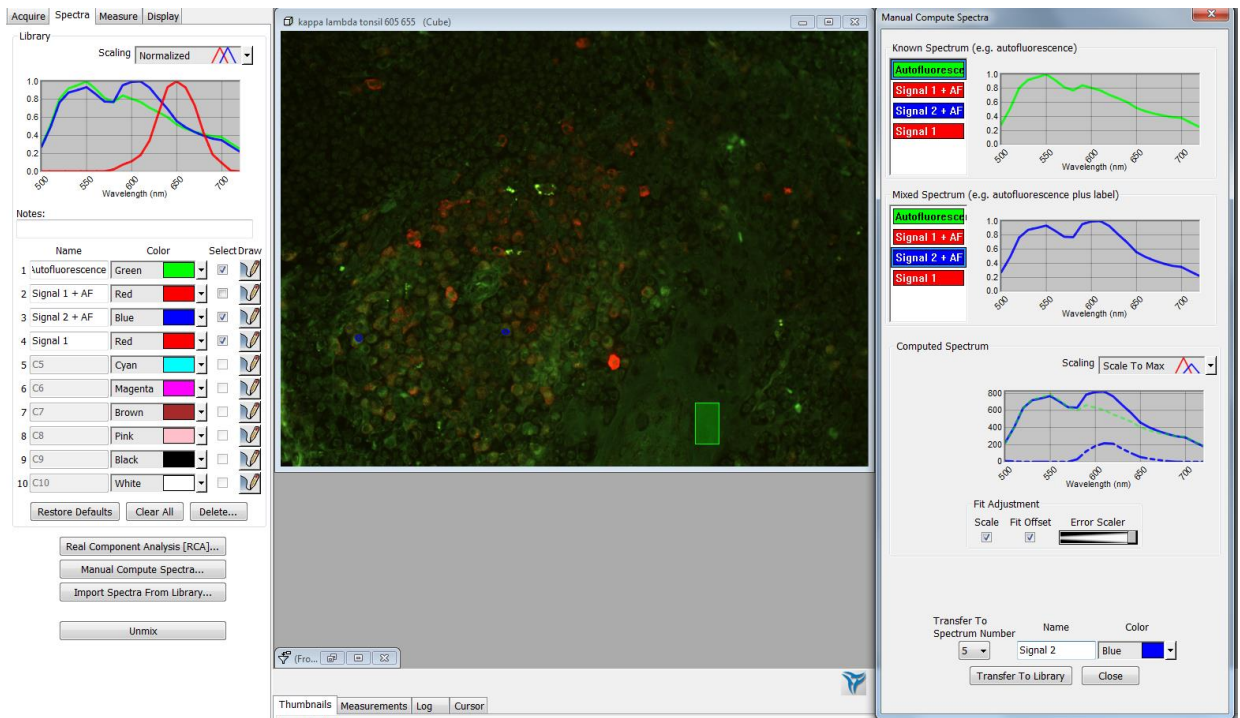 Acquire Spectra Measure Display
Library
Scaling Normalized
1.0
0.8
0.6
0.4
0.2
0.0
500 550 600 650 700
Wavelength (nm)
Notes:
Name Color Select Draw
1 \utofluorescence Green
2 Signal 1 + AF Red
3 Signal 2 + AF Blue
4 Signal 1 Red
5 C5 Cyan
6 C6 Magenta
7 C7 Brown
8 C8 Pink
9 C9 Black
10 C10 White
Restore Defaults Clear All Delete...
Real Component Analysis [RCA]...
Manual Compute Spectra...
Import Spectra From Library...
Unmix
kappa lambda tonsil 605 655 (Cube)
(Fro...
Thumbnails Measurements Log Cursor
Manual Compute Spectra
Known Spectrum (e.g. autofluorescence)
Autofluoresce
Signal 1 + AF
Signal 2 + AF
Signal 1
1.0
0.8
0.6
0.4
0.2
0.0
500 550 600 650 700
Wavelength (nm)
Mixed Spectrum (e.g. autofluorescence plus label)
Autofluoresce
Signal 1 + AF
Signal 2 + AF
Signal 1
1.0
0.8
0.6
0.4
0.2
0.0
500 550 600 650 700
Wavelength (nm)
Computed Spectrum
Scaling Scale To Max
800
600
400
200
0
500 550 600 650 700
Wavelength (nm)
Fit Adjustment
Scale Fit Offset Error Scaler
Transfer To
Spectrum Number Name Color
5 Signal 2 Blue
Transfer To Library Close